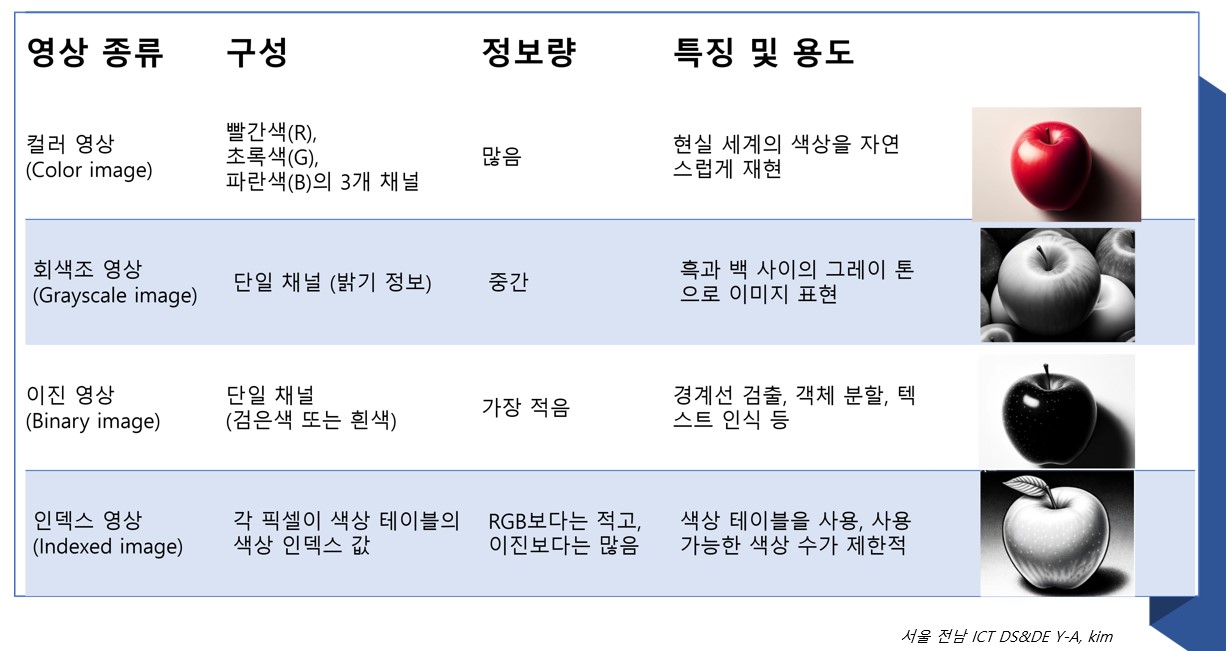 영상 종류
구성
정보량
특징 및 용도
컬러 영상
(Color image)
빨간색(R),
초록색(G),
파란색(B)의 3개 채널
많음
현실 세계의 색상을 자연
스럽게 재현
회색조 영상
(Grayscale image)
단일 채널 (밝기 정보)
중간
흑과 백 사이의 그레이 톤
으로 이미지 표현
이진 영상
(Binary image)
단일 채널
(검은색 또는 흰색)
가장 적음
경계선 검출, 객체 분할, 텍
스트 인식 등
인덱스 영상
(Indexed image)
각 픽셀이 색상 테이블의
색상 인덱스 값
RGB보다는 적고,
이진보다는 많음
색상 테이블을 사용, 사용
가능한 색상 수가 제한적
서울 전남 ICT DS&DE Y-A, kim